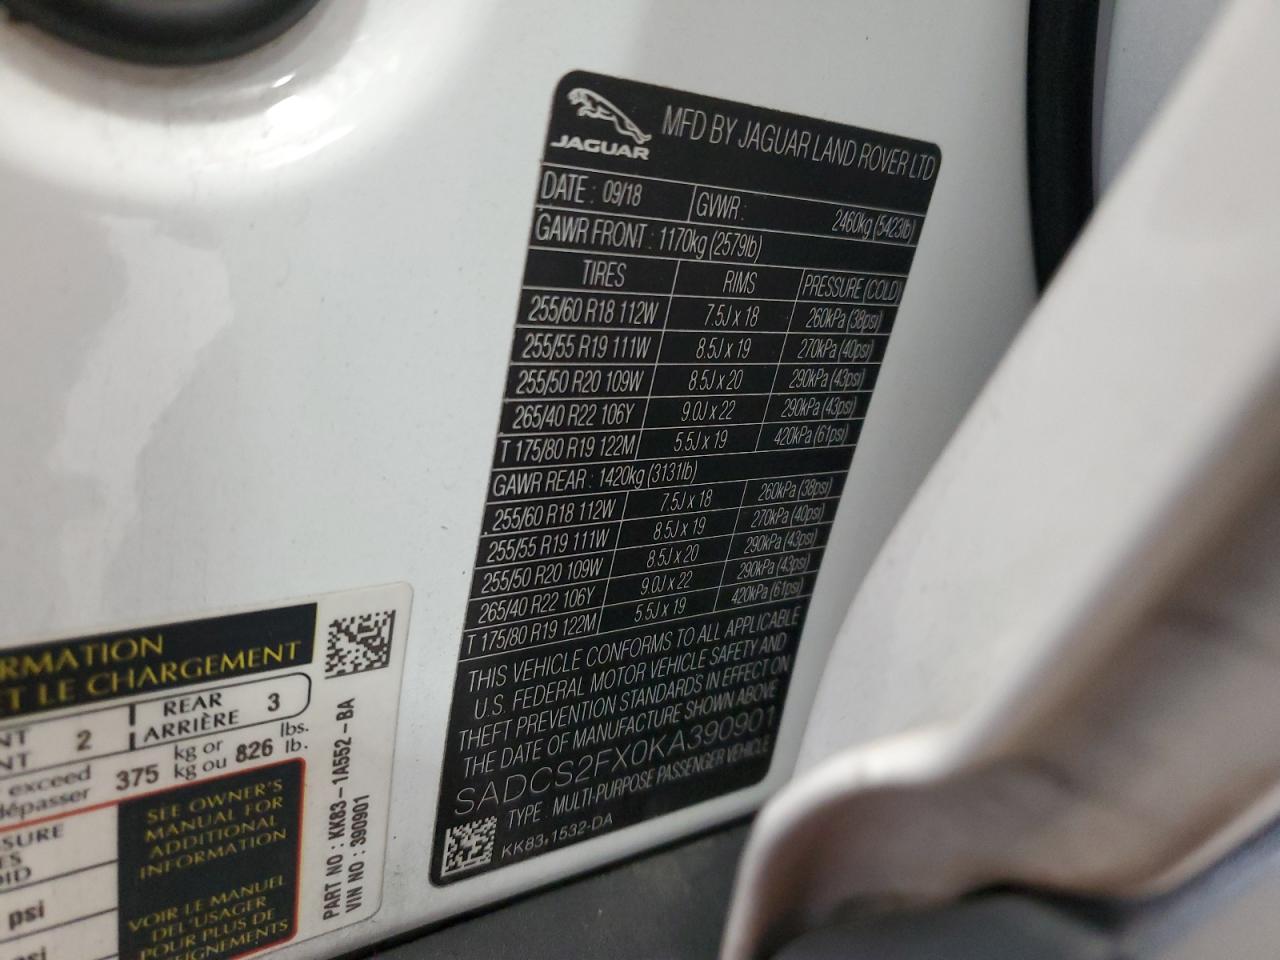 JAGUAR
MFD BY JAGUAR LAND ROVER LTD
DATE : 09/18 GVWR : 2460kg (5423lb)
GAWR FRONT : 1170kg (2579lb)
TIRES RIMS PRESSURE (COLD)
255/60 R18 112W 7.5J x 18 260kPa (38psi)
255/55 R19 111W 8.5J x 19 270kPa (40psi)
255/50 R20 109W 8.5J x 20 290kPa (43psi)
265/40 R22 106Y 9.0J x 22 290kPa (43psi)
T 175/80 R19 122M 5.5J x 19 420kPa (61psi)
GAWR REAR : 1420kg (3131lb)
255/60 R18 112W 7.5J x 18 260kPa (38psi)
255/55 R19 111W 8.5J x 19 270kPa (40psi)
255/50 R20 109W 8.5J x 20 290kPa (43psi)
265/40 R22 106Y 9.0J x 22 290kPa (43psi)
T 175/80 R19 122M 5.5J x 19 420kPa (61psi)
THIS VEHICLE CONFORMS TO ALL APPLICABLE
U.S. FEDERAL MOTOR VEHICLE SAFETY AND
THEFT PREVENTION STANDARDS IN EFFECT ON
THE DATE OF MANUFACTURE SHOWN ABOVE
SADCS2FX0KA390901
TYPE : MULTI-PURPOSE PASSENGER VEHICLE
KK83-1532-DA
RMATION
ET LE CHARGEMENT
NT 2 REAR 3
NT ARRIÈRE
exceed 375 kg or 826 lbs.
dépasser kg ou lb.
SURE
ES
OID
psi
psi
SEE OWNER'S
MANUAL FOR
ADDITIONAL
INFORMATION
VOIR LE MANUEL
DE L'USAGER
POUR PLUS DE
EIGNEMENTS
PART NO : KK83-1A552-BA
VIN NO : 390901